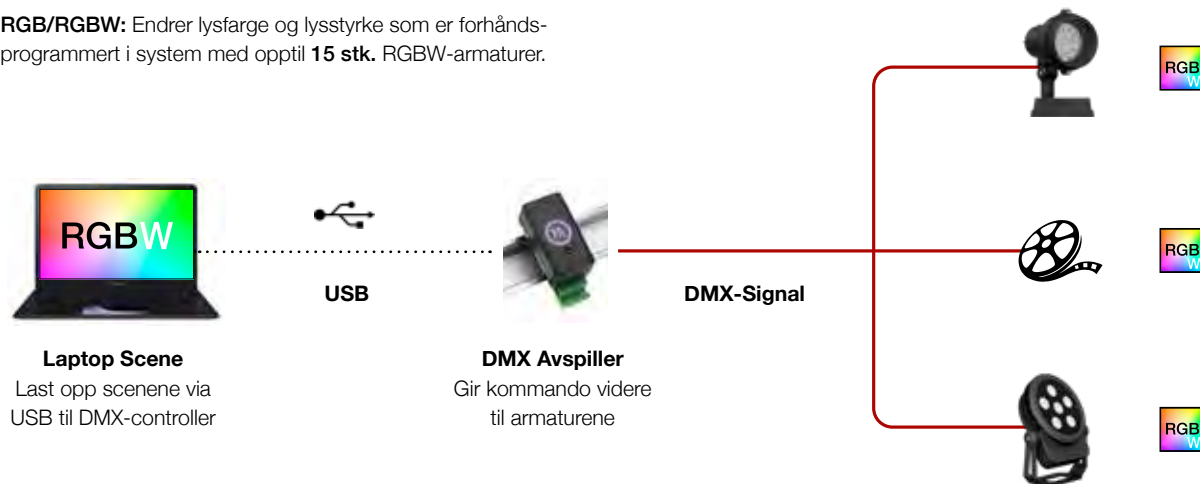 RGB/RGBW: Endrer lysfarge og lysstyrke som er forhånds-
programmert i system med opptil 15 stk. RGBW-armaturer.
RGB
W
RGBW
USB
DMX-Signal
RGB
W
Laptop Scene
Last opp scenene via
USB til DMX-controller
DMX Avspiller
Gir kommando videre
til armaturene
RGB
W